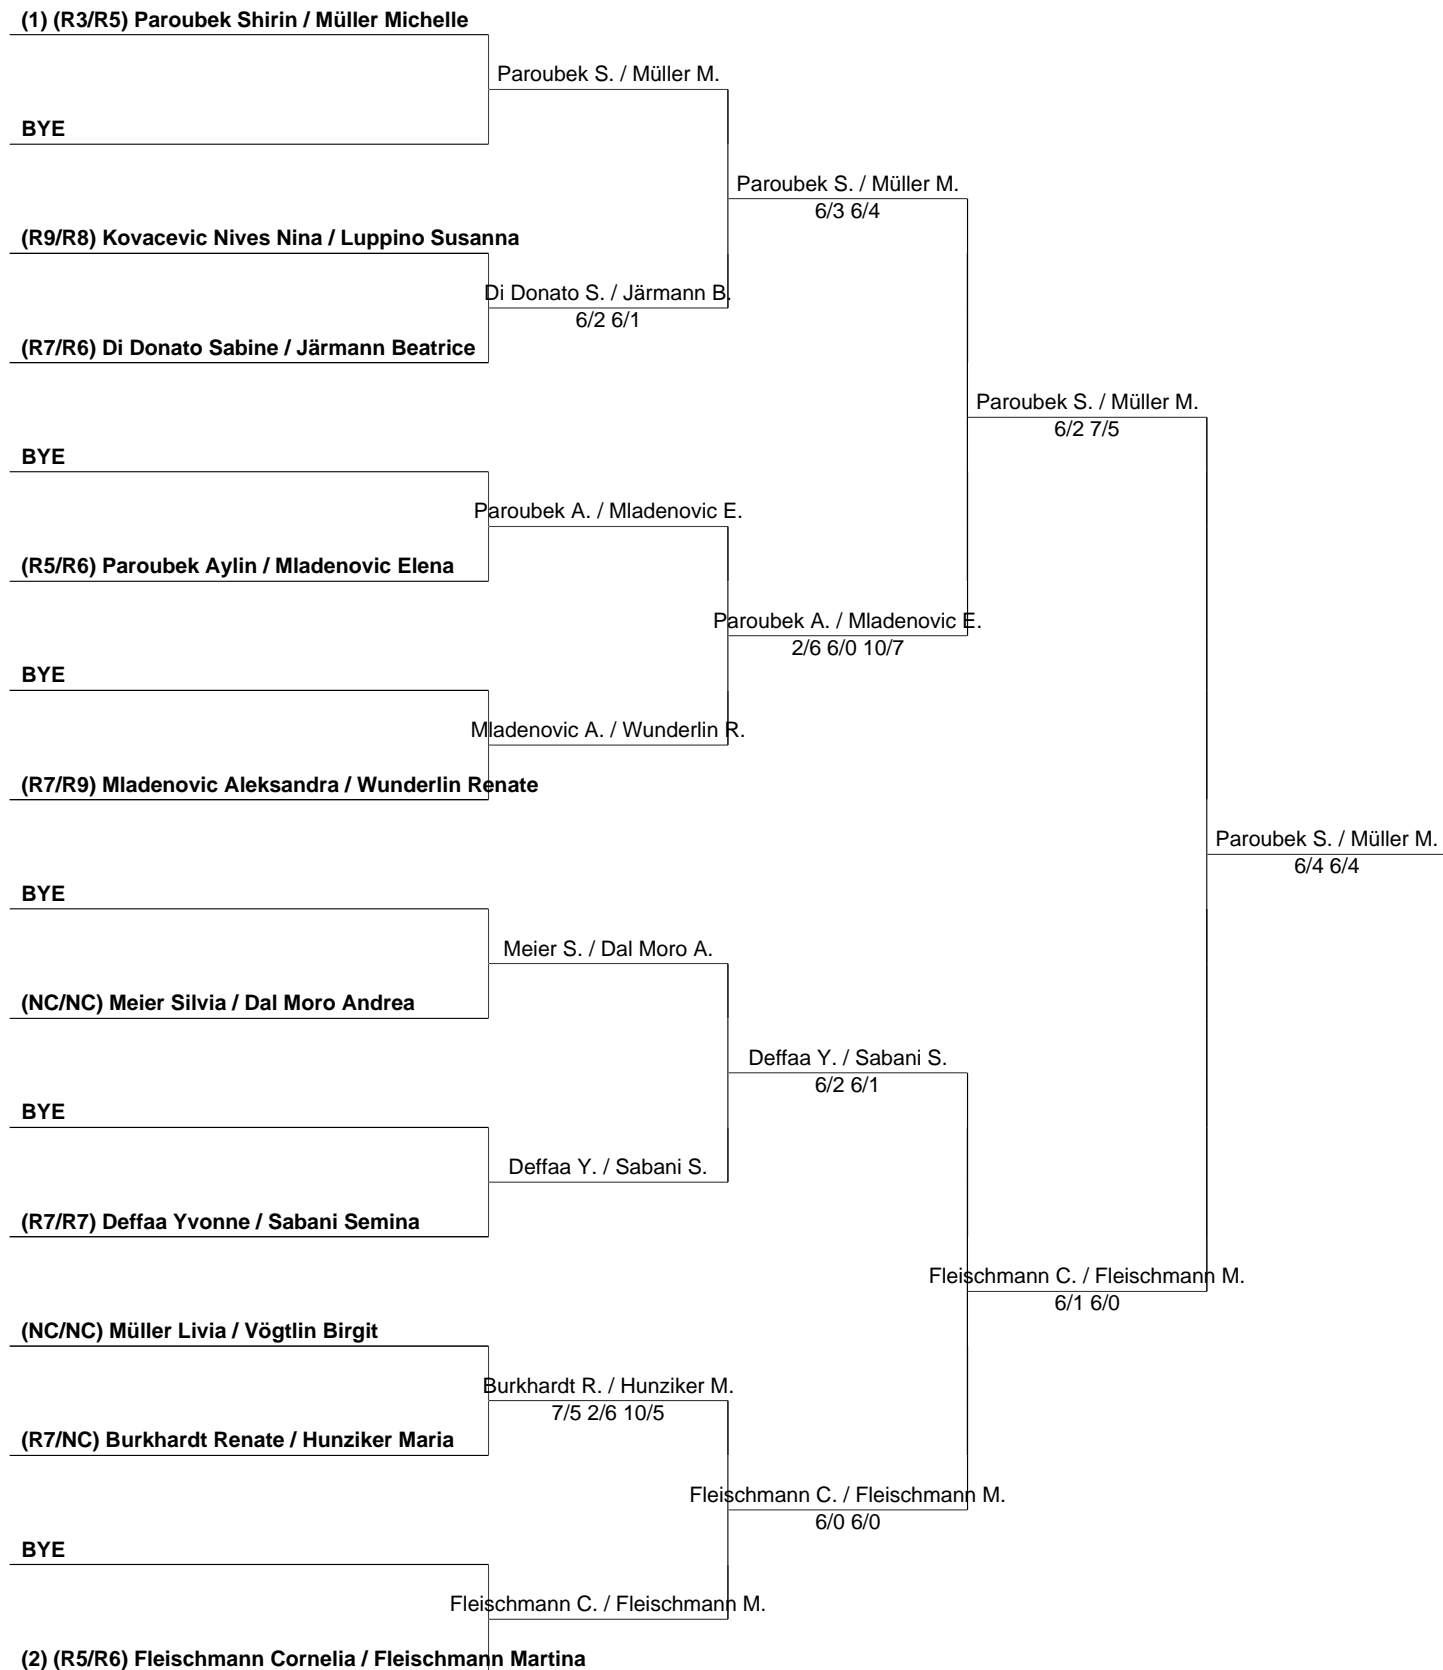 (1) (R3/R5) Paroubek Shirin / Müller Michelle
Paroubek S. / Müller M.
BYE
Paroubek S. / Müller M.
6/3 6/4
(R9/R8) Kovacevic Nives Nina / Luppino Susanna
Di Donato S. / Järmann B.
6/2 6/1
(R7/R6) Di Donato Sabine / Järmann Beatrice
Paroubek S. / Müller M.
6/2 7/5
BYE
Paroubek A. / Mladenovic E.
(R5/R6) Paroubek Aylin / Mladenovic Elena
Paroubek A. / Mladenovic E.
2/6 6/0 10/7
BYE
Mladenovic A. / Wunderlin R.
(R7/R9) Mladenovic Aleksandra / Wunderlin Renate
Paroubek S. / Müller M.
6/4 6/4
BYE
Meier S. / Dal Moro A.
(NC/NC) Meier Silvia / Dal Moro Andrea
Deffaa Y. / Sabani S.
6/2 6/1
BYE
Deffaa Y. / Sabani S.
(R7/R7) Deffaa Yvonne / Sabani Semina
Fleischmann C. / Fleischmann M.
6/1 6/0
(NC/NC) Müller Livia / Vögtlin Birgit
Burkhardt R. / Hunziker M.
7/5 2/6 10/5
(R7/NC) Burkhardt Renate / Hunziker Maria
Fleischmann C. / Fleischmann M.
6/0 6/0
BYE
Fleischmann C. / Fleischmann M.
(2) (R5/R6) Fleischmann Cornelia / Fleischmann Martina